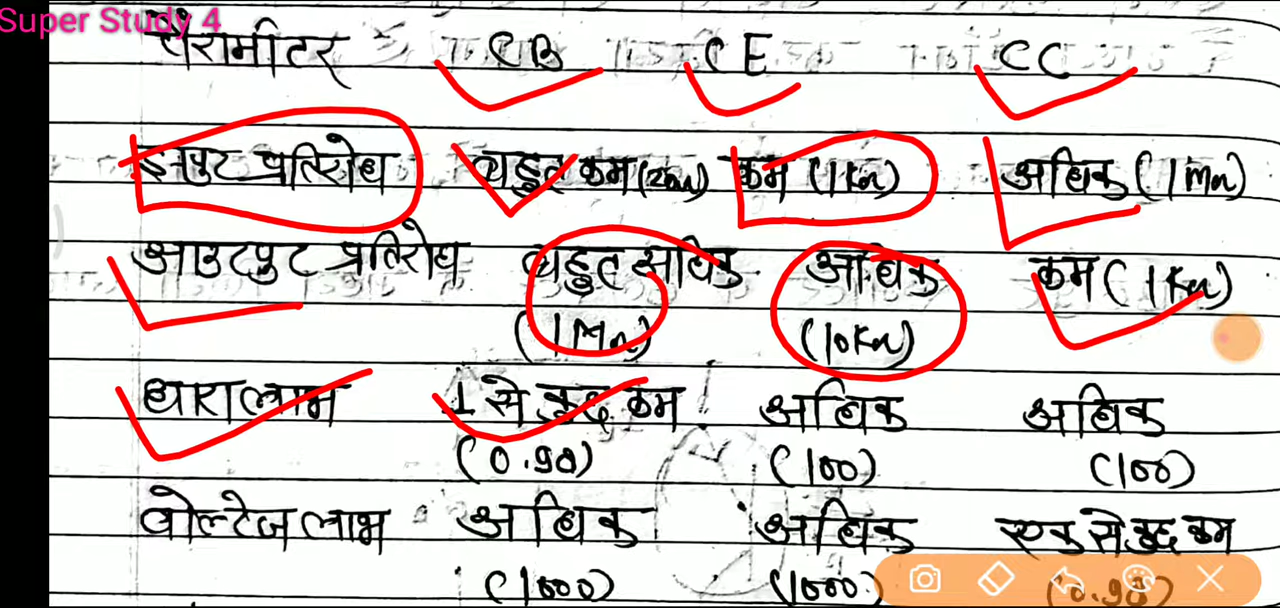 Super Study 4
पैरामीटर CB CE CC
इनपुट प्रतिरोध बहुत कम (20Ω) कम (1KΩ) अधिक (1MΩ)
आउटपुट प्रतिरोध बहुत अधिक अधिक कम (1KΩ)
(1MΩ) (10KΩ)
धारा लाभ 1 से कुछ कम अधिक अधिक
(0.98) (100) (100)
वोल्टेज लाभ अधिक अधिक एक से कुछ कम
(1000) (1000) (0.98)